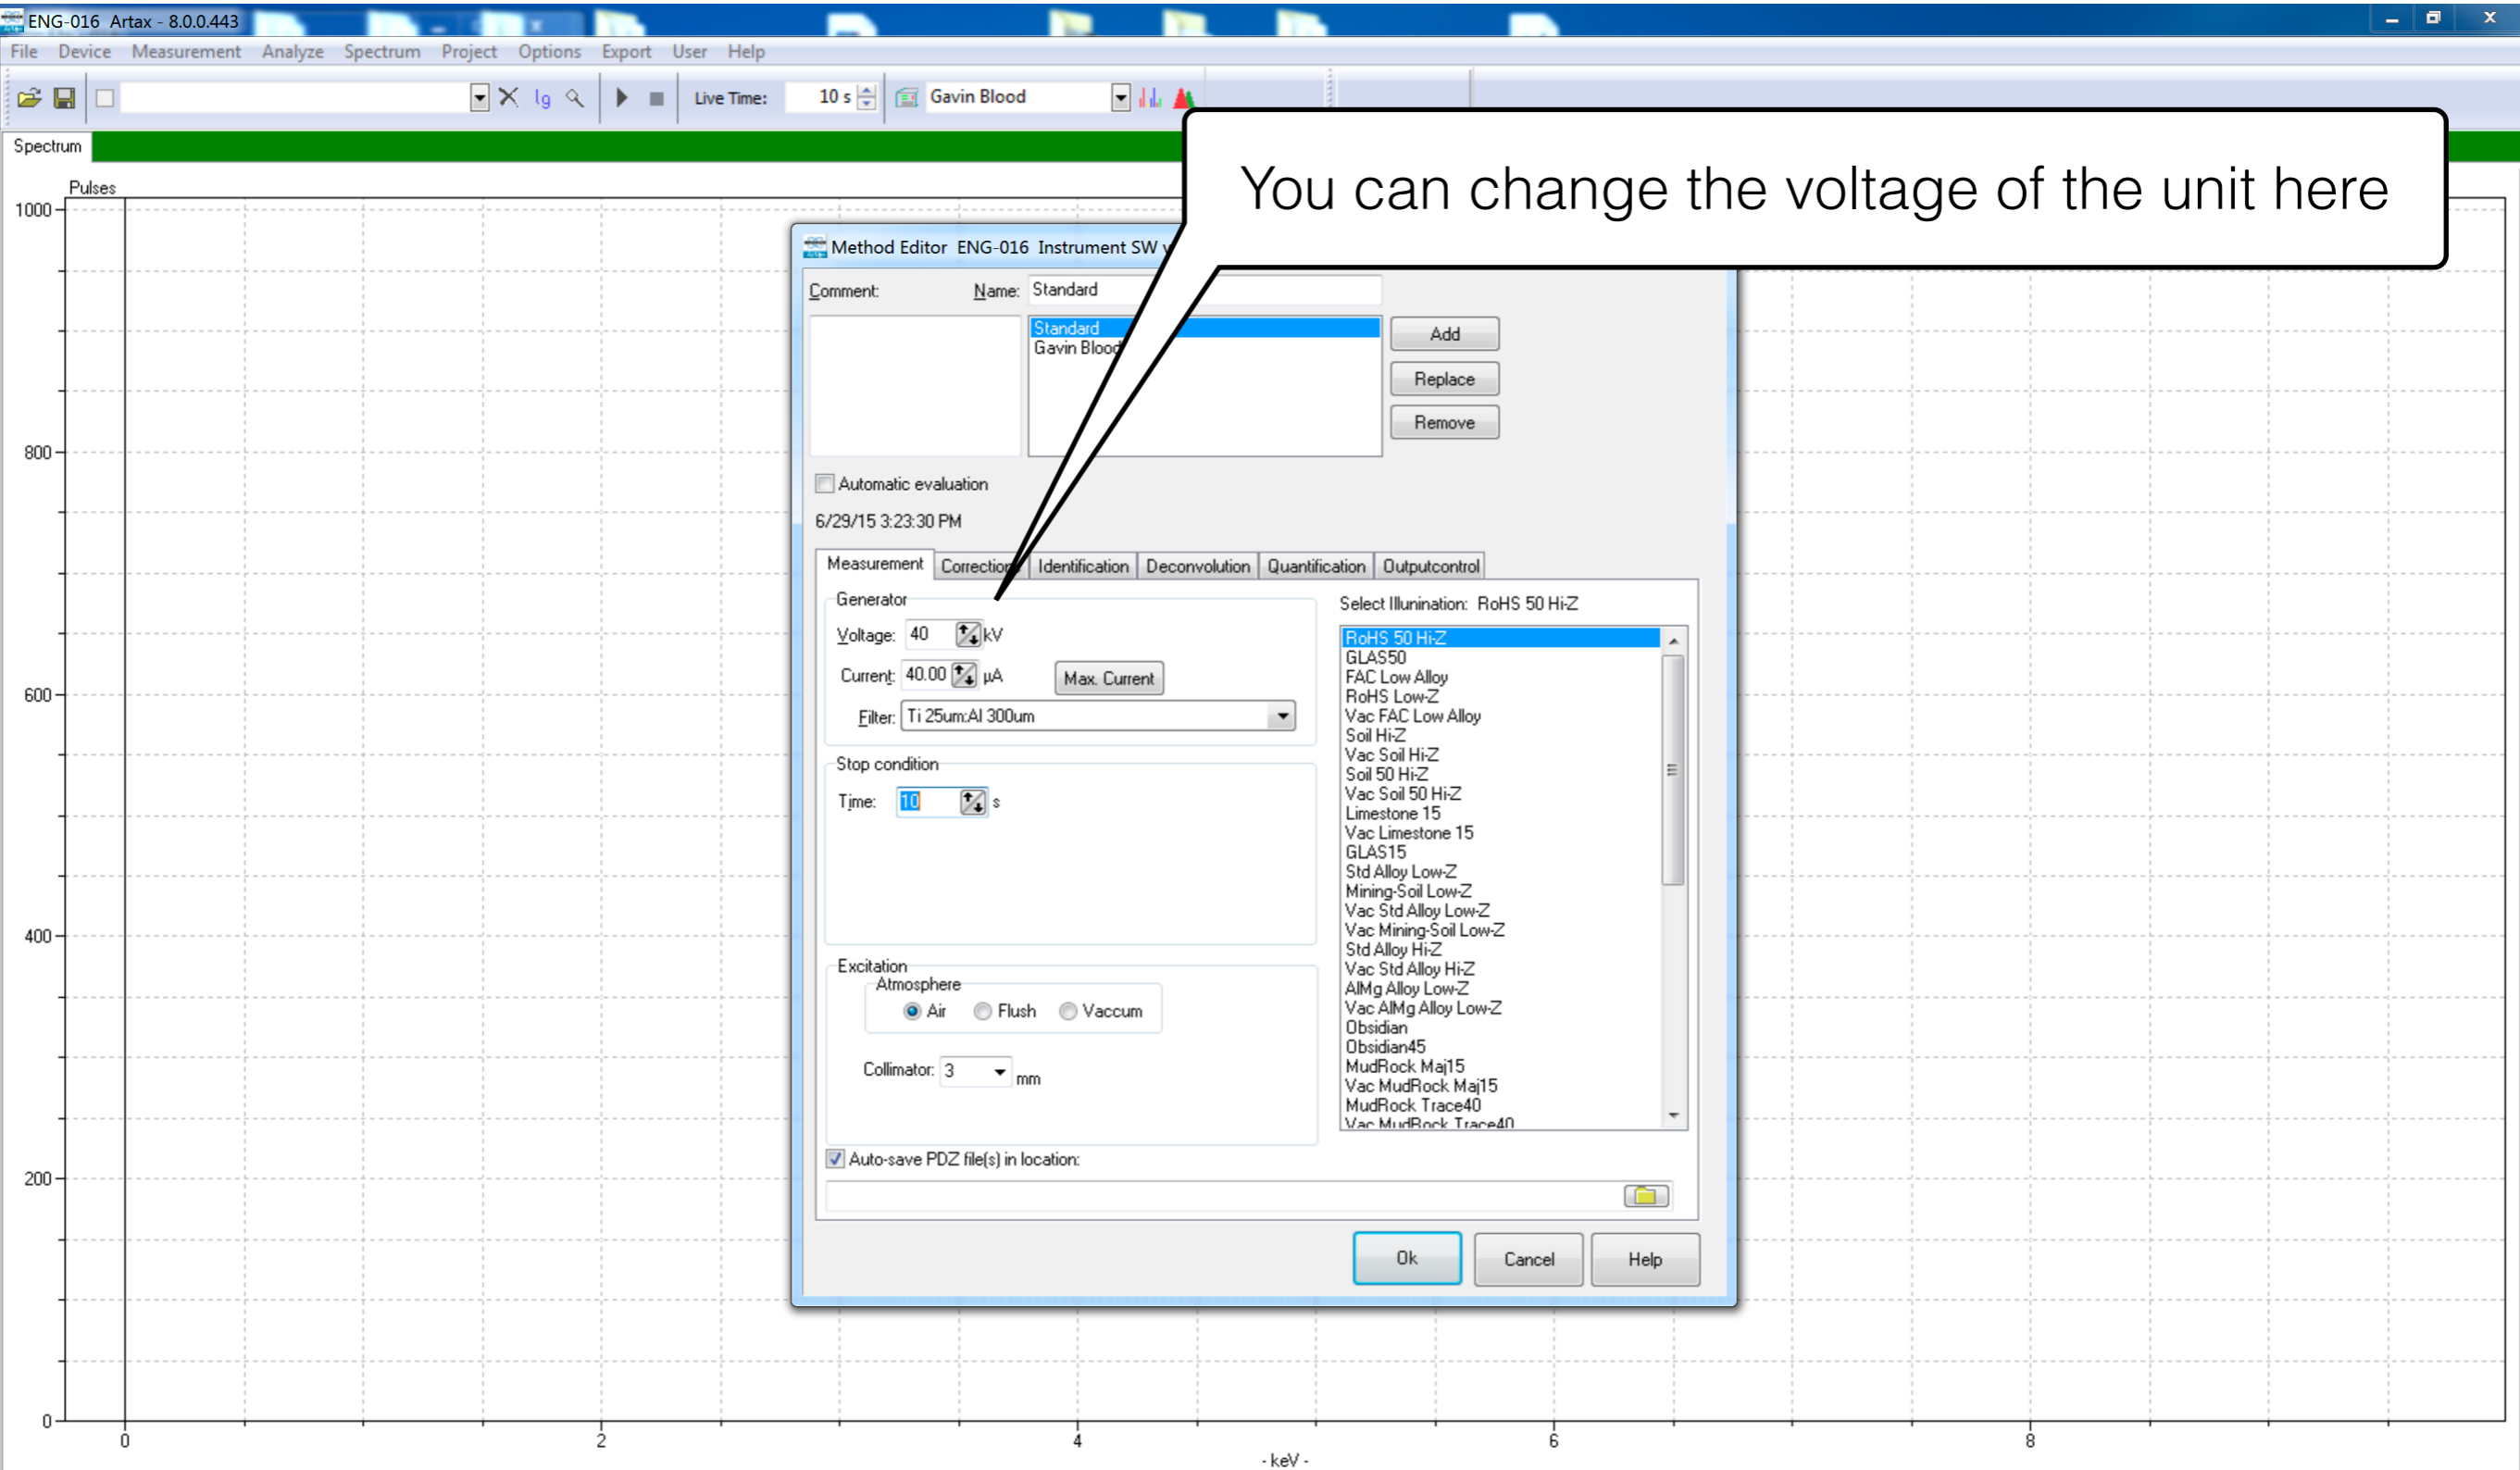 ENG-016 Artax - 8.0.0.443
File Device Measurement Analyze Spectrum Project Options Export User Help
lg Live Time: 10 s Gavin Blood
Spectrum
You can change the voltage of the unit here
Pulses
1000
800
600
400
200
0
0 2 4 6 8
- keV -
Method Editor ENG-016 Instrument SW
Comment: Name: Standard
Standard
Gavin Blood
Add
Replace
Remove
Automatic evaluation
6/29/15 3:23:30 PM
Measurement Corrections Identification Deconvolution Quantification Outputcontrol
Generator
Voltage: 40 kV
Current: 40.00 µA Max. Current
Filter: Ti 25um:Al 300um
Stop condition
Time: 10 s
Excitation
Atmosphere
Air Flush Vaccum
Collimator: 3 mm
Select Illunination: RoHS 50 Hi-Z
RoHS 50 Hi-Z
GLAS50
FAC Low Alloy
RoHS Low-Z
Vac FAC Low Alloy
Soil Hi-Z
Vac Soil Hi-Z
Soil 50 Hi-Z
Vac Soil 50 Hi-Z
Limestone 15
Vac Limestone 15
GLAS15
Std Alloy Low-Z
Mining-Soil Low-Z
Vac Std Alloy Low-Z
Vac Mining-Soil Low-Z
Std Alloy Hi-Z
Vac Std Alloy Hi-Z
AlMg Alloy Low-Z
Vac AlMg Alloy Low-Z
Obsidian
Obsidian45
MudRock Maj15
Vac MudRock Maj15
MudRock Trace40
Vac MudRock Trace40
Auto-save PDZ file(s) in location:
Ok Cancel Help